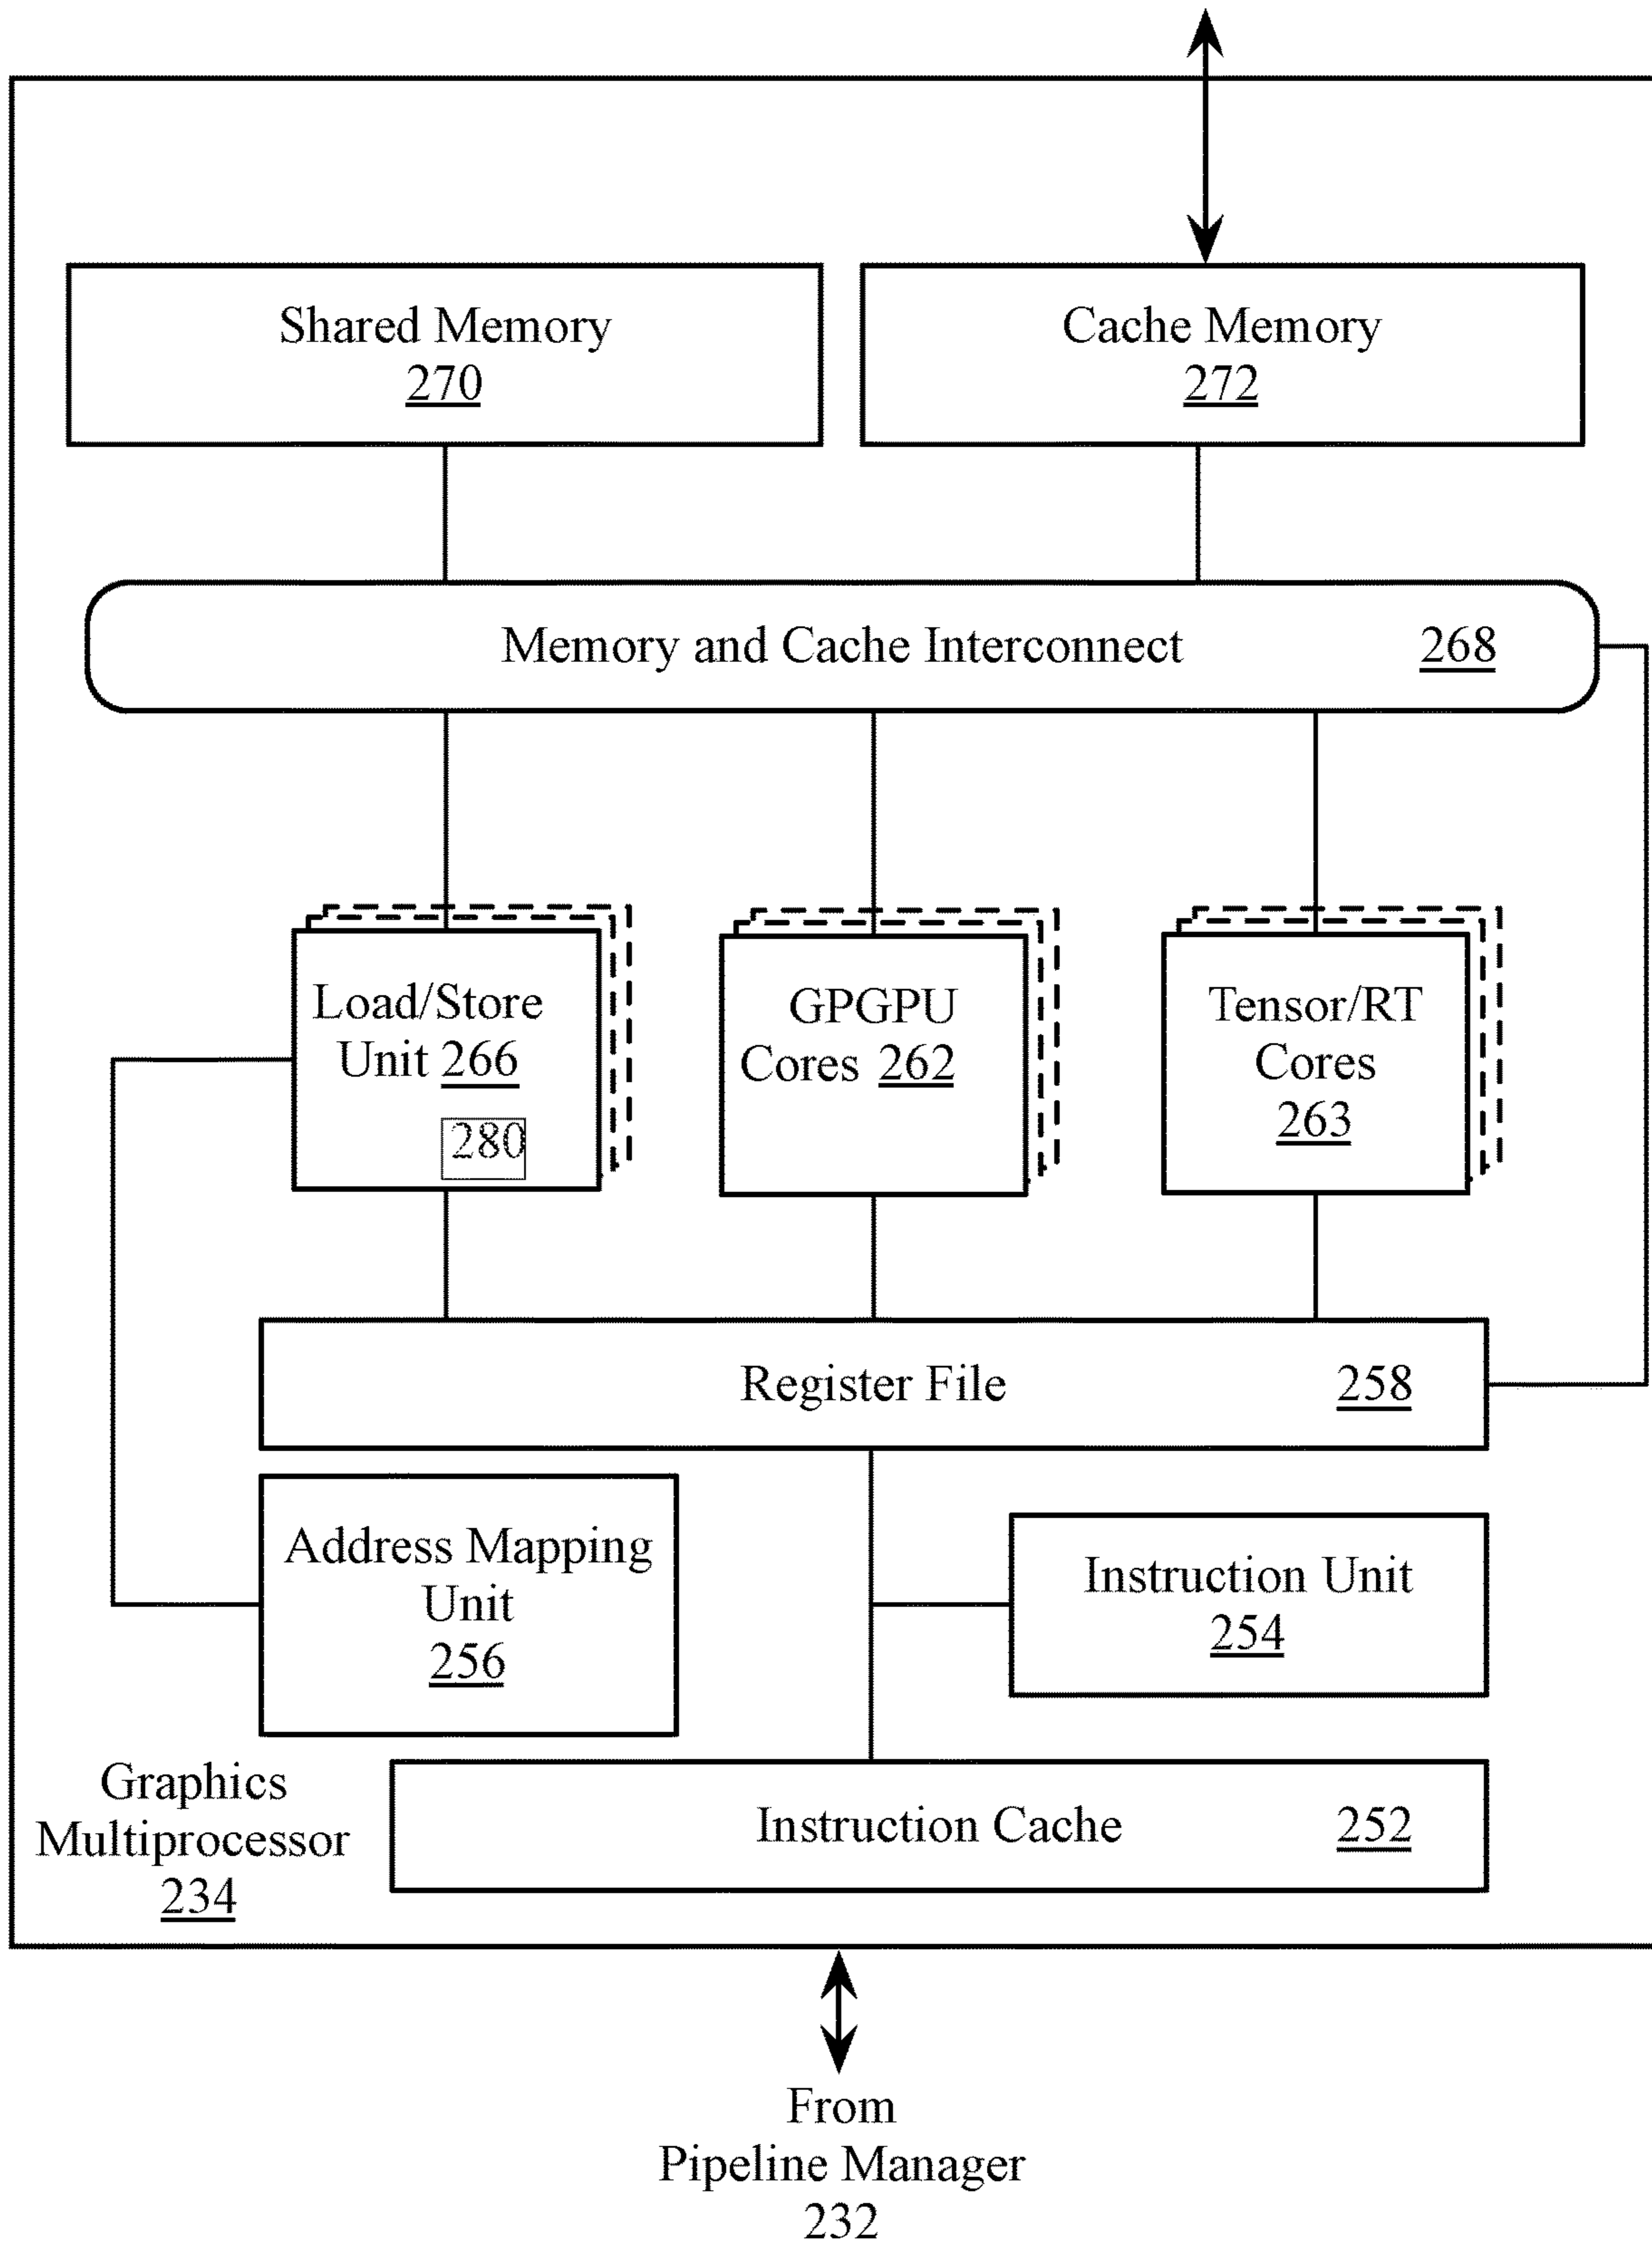 Shared Memory
270
Cache Memory
272
Memory and Cache Interconnect 268
Load/Store
Unit 266
280
GPGPU
Cores 262
Tensor/RT
Cores
263
Register File 258
Address Mapping
Unit
256
Instruction Unit
254
Graphics
Multiprocessor
234
Instruction Cache 252
From
Pipeline Manager
232